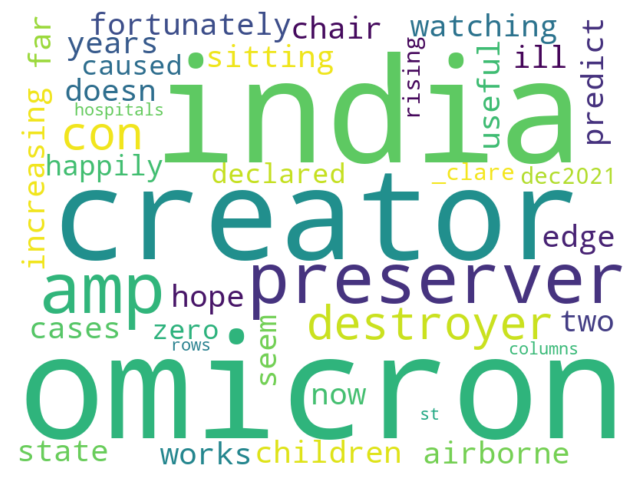 fortunately chair watching
far years caused sitting rising ill useful predict
doesn india
hospitals
increasing con
happily declared _clare dec2021
creator edge
amp hope preserver
cases zero seem destroyer two
rows omicron now columns
st
state works children airborne